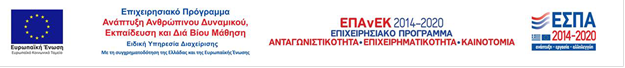 Ευρωπαϊκή Ένωση
Ευρωπαϊκό Κοινωνικό Ταμείο
Επιχειρησιακό Πρόγραμμα
Ανάπτυξη Ανθρώπινου Δυναμικού,
Εκπαίδευση και Διά Βίου Μάθηση
Ειδική Υπηρεσία Διαχείρισης
Με τη συγχρηματοδότηση της Ελλάδας και της Ευρωπαϊκής Ένωσης
ΕΠΑνΕΚ 2014-2020
ΕΠΙΧΕΙΡΗΣΙΑΚΟ ΠΡΟΓΡΑΜΜΑ
ΑΝΤΑΓΩΝΙΣΤΙΚΟΤΗΤΑ•ΕΠΙΧΕΙΡΗΜΑΤΙΚΟΤΗΤΑ•ΚΑΙΝΟΤΟΜΙΑ
ΕΣΠΑ
2014-2020
ανάπτυξη - εργασία - αλληλεγγύη